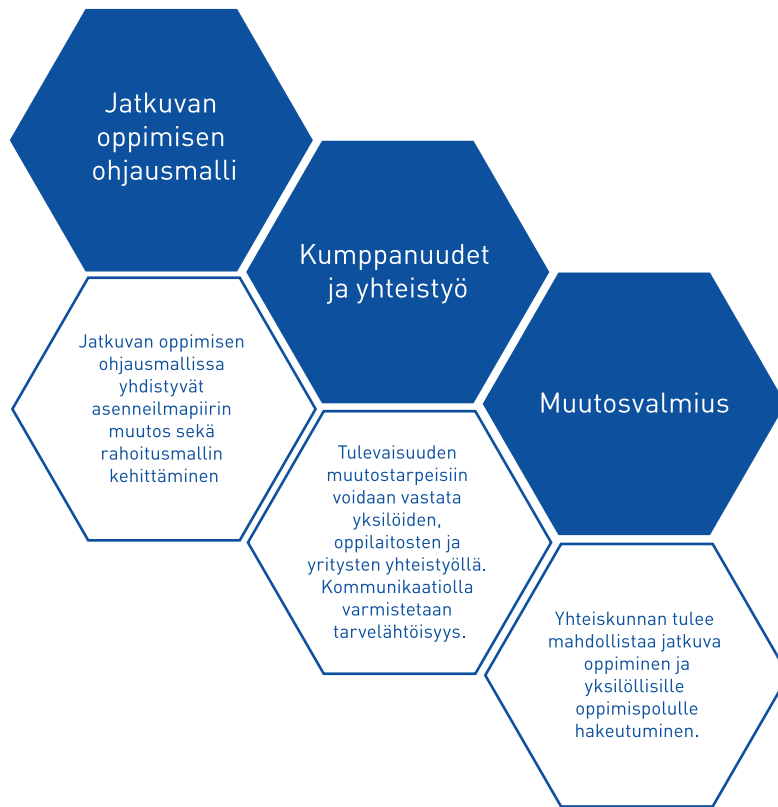 Jatkuvan
oppimisen
ohjausmalli
Jatkuvan oppimisen
ohjausmallissa
yhdistyvät
asenneilmapiirin
muutos sekä
rahoitusmallin
kehittäminen
Kumppanuudet
ja yhteistyö
Tulevaisuuden
muutostarpeisiin
voidaan vastata
yksilöiden,
oppilaitosten ja
yritysten yhteistyöllä.
Kommunikaatiolla
varmistetaan
tarvelähtöisyys.
Muutosvalmius
Yhteiskunnan tulee
mahdollistaa jatkuva
oppiminen ja
yksilöllisille
oppimispolulle
hakeutuminen.